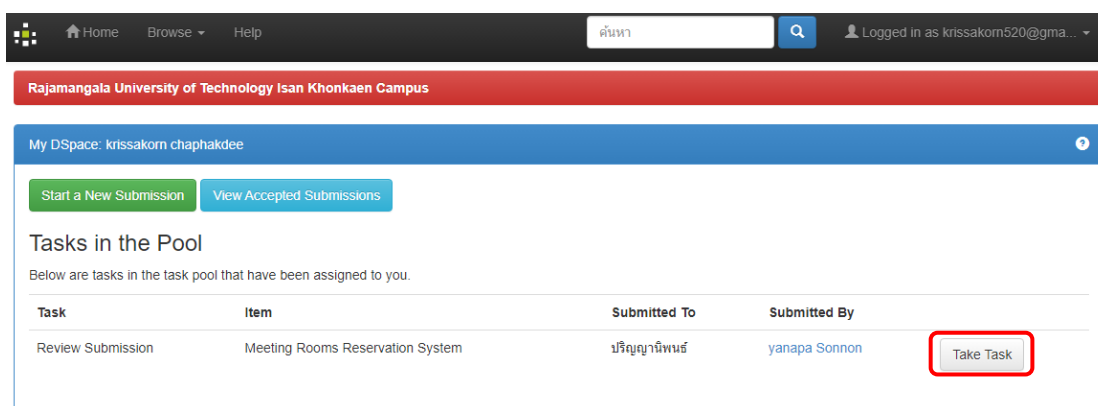 Home Browse Help ค้นหา Logged in as krissakorn520@gma...
Rajamangala University of Technology Isan Khonkaen Campus
My DSpace: krissakorn chaphakdee ?
Start a New Submission View Accepted Submissions
Tasks in the Pool
Below are tasks in the task pool that have been assigned to you.
Task Item Submitted To Submitted By
Review Submission Meeting Rooms Reservation System ปริญญานิพนธ์ yanapa Sonnon Take Task